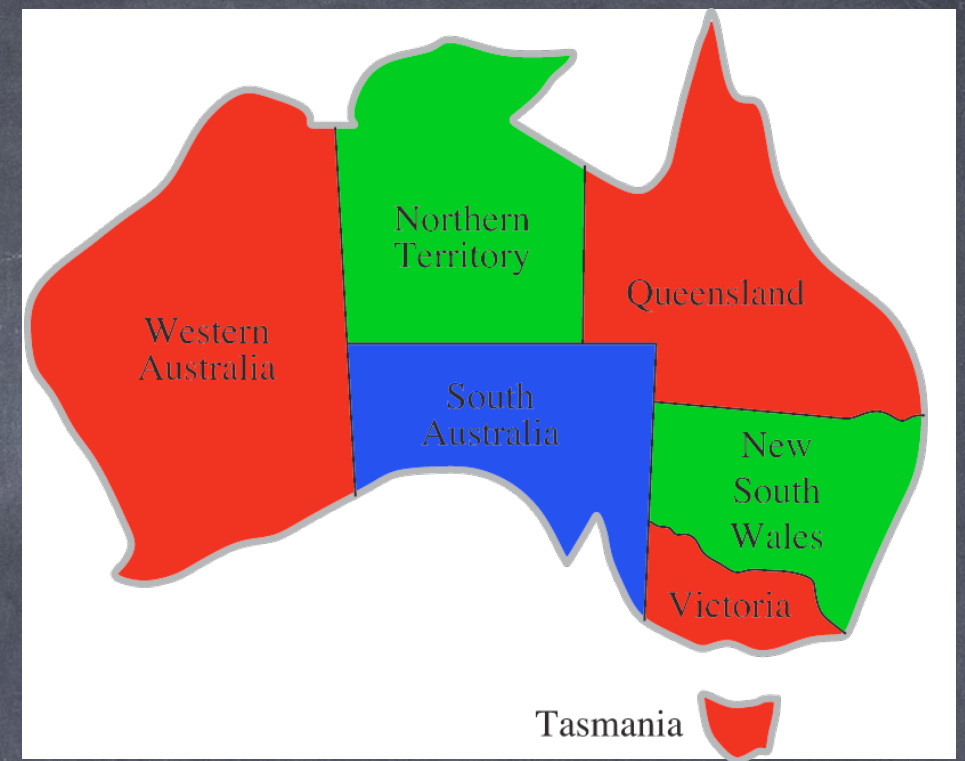 Northern
Territory
Queensland
Western
Australia
South
Australia
New
South
Wales
Victoria
Tasmania